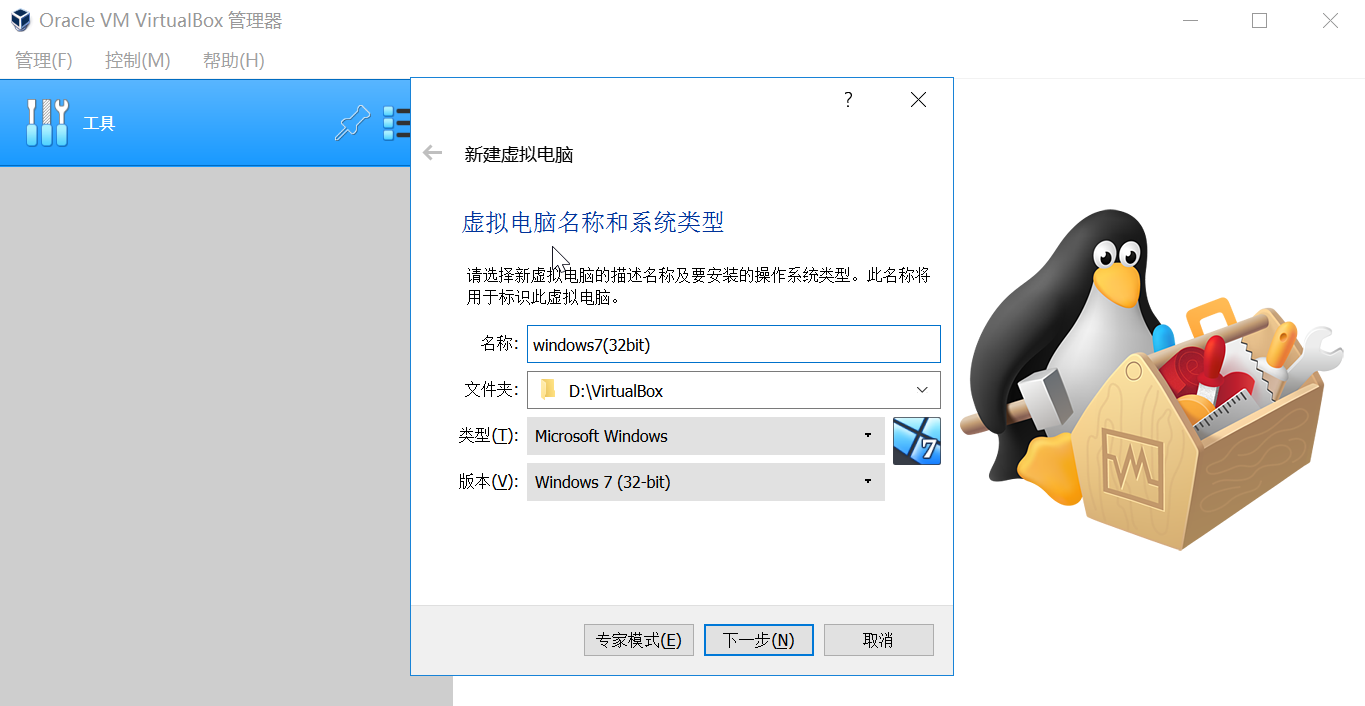 Oracle VM VirtualBox 管理器
管理(F) 控制(M) 帮助(H)
工具
?
新建虚拟电脑
虚拟电脑名称和系统类型
请选择新虚拟电脑的描述名称及要安装的操作系统类型。此名称将
用于标识此虚拟电脑。
名称: windows7(32bit)
文件夹: D:\VirtualBox
类型(T): Microsoft Windows
7
版本(V): Windows 7 (32-bit)
专家模式(E) 下一步(N) 取消